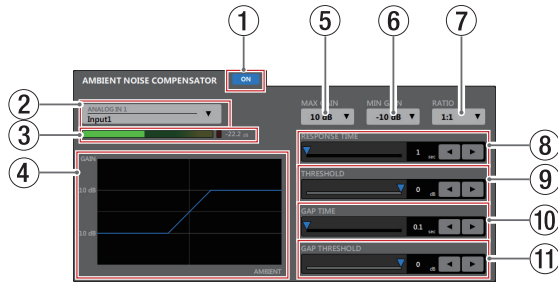 1
5
6
7
AMBIENT NOISE COMPENSATOR
ON
2
ANALOG IN 1
Input1
MAX GAIN
MIN GAIN
RATIO
10 dB
-10 dB
1:1
3
-22.2 dB
RESPONSE TIME
1 sec
8
4
GAIN
10 dB
10 dB
AMBIENT
THRESHOLD
0 dB
9
GAP TIME
0.1 sec
10
GAP THRESHOLD
0 dB
11